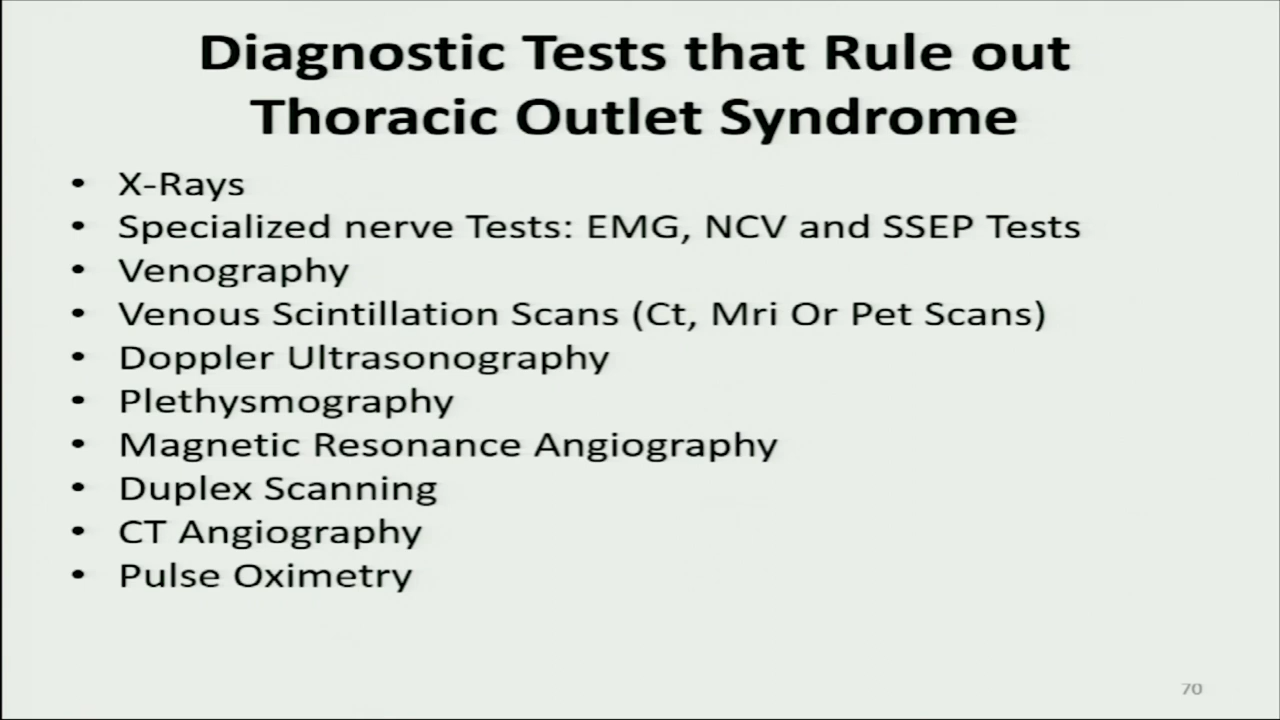 Diagnostic Tests that Rule out
Thoracic Outlet Syndrome
• X-Rays
• Specialized nerve Tests: EMG, NCV and SSEP Tests
• Venography
• Venous Scintillation Scans (Ct, Mri Or Pet Scans)
• Doppler Ultrasonography
• Plethysmography
• Magnetic Resonance Angiography
• Duplex Scanning
• CT Angiography
• Pulse Oximetry
70